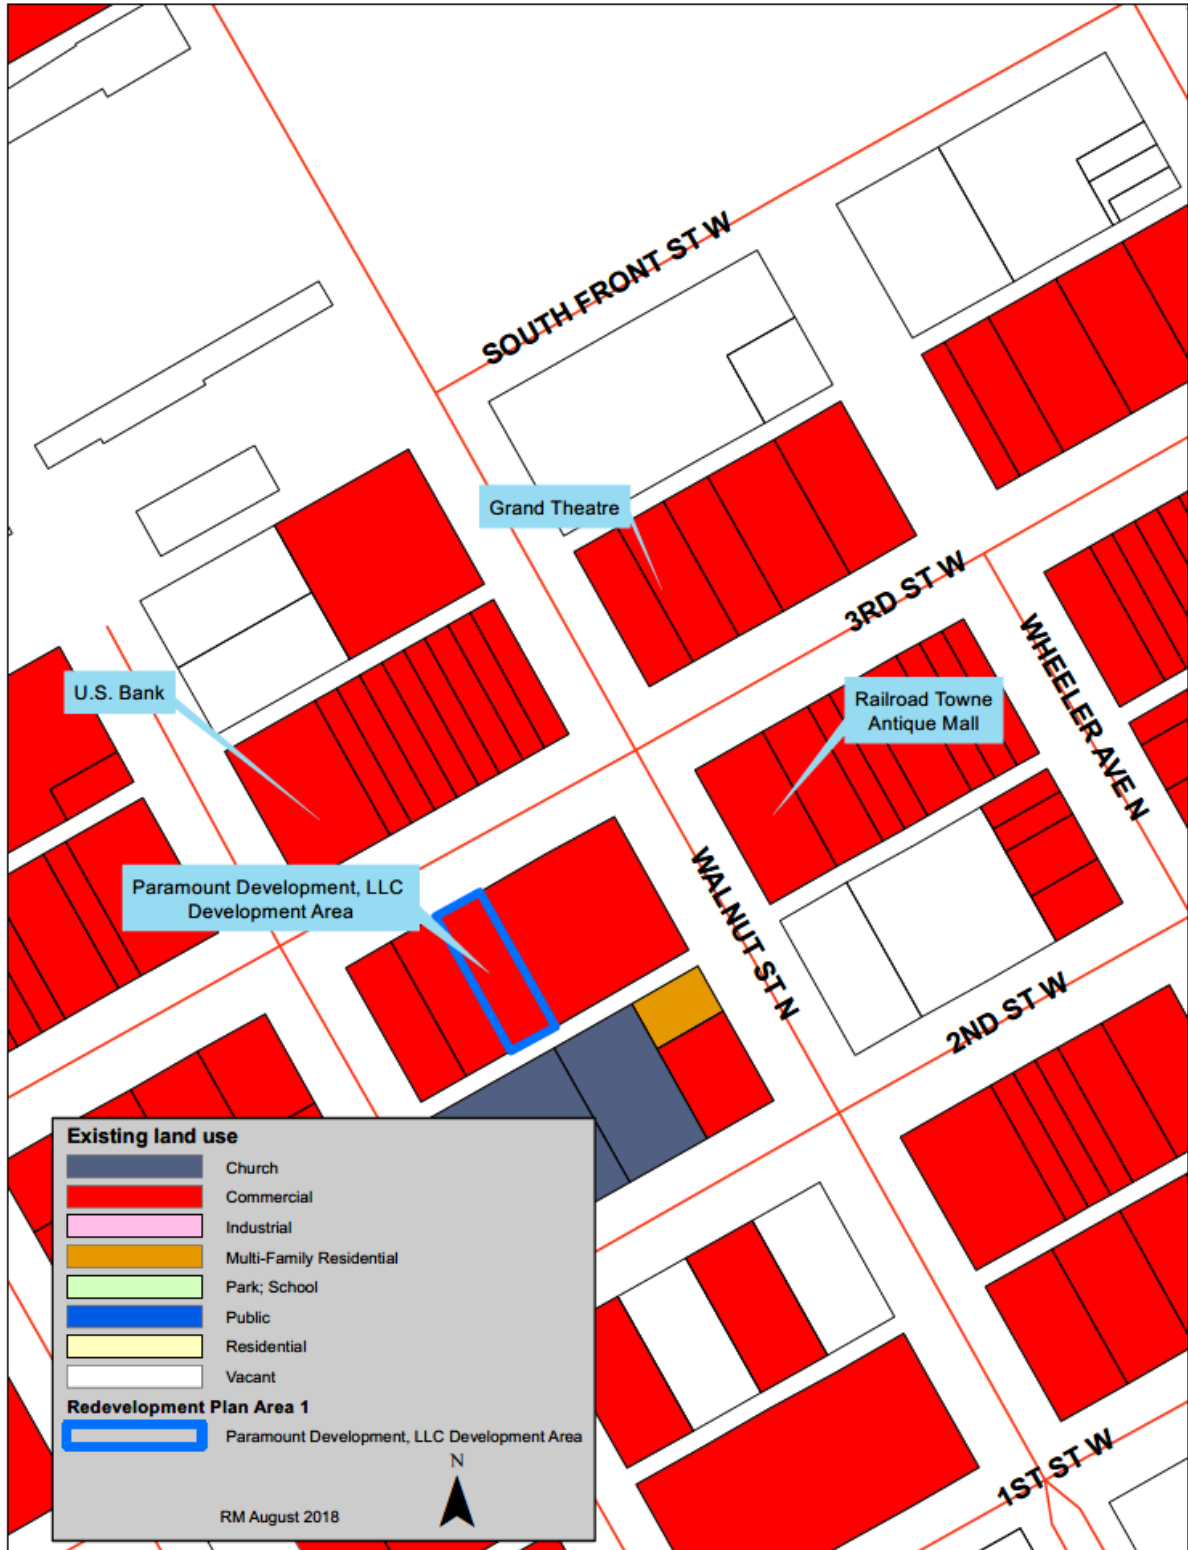 SOUTH FRONT ST W
Grand Theatre
3RD ST W
WHEELER AVE N
U.S. Bank
Railroad Towne
Antique Mall
Paramount Development, LLC
Development Area
WALNUT ST N
2ND ST W
Existing land use
Church
Commercial
Industrial
Multi-Family Residential
Park; School
Public
Residential
Vacant
Redevelopment Plan Area 1
Paramount Development, LLC Development Area
N
RM August 2018
1ST ST W